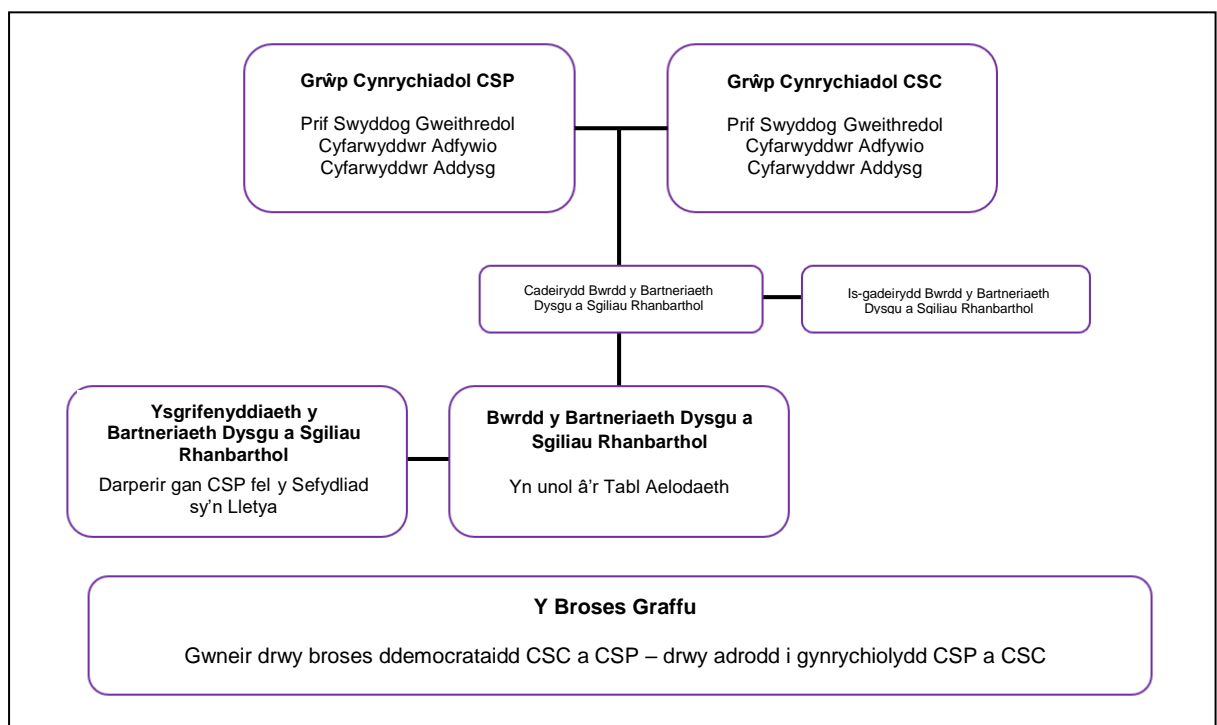 Grŵp Cynrychiadol CSP
Prif Swyddog Gweithredol
Cyfarwyddwr Adfywio
Cyfarwyddwr Addysg
Grŵp Cynrychiadol CSC
Prif Swyddog Gweithredol
Cyfarwyddwr Adfywio
Cyfarwyddwr Addysg
Cadeirydd Bwrdd y Bartneriaeth
Dysgu a Sgiliau Rhanbarthol
Is-gadeirydd Bwrdd y Bartneriaeth
Dysgu a Sgiliau Rhanbarthol
Ysgrifenyddiaeth y
Bartneriaeth Dysgu a Sgiliau
Rhanbarthol
Darperir gan CSP fel y Sefydliad
sy’n Lletya
Bwrdd y Bartneriaeth Dysgu a
Sgiliau Rhanbarthol
Yn unol â’r Tabl Aelodaeth
Y Broses Graffu
Gwneir drwy broses ddemocrataidd CSC a CSP – drwy adrodd i gynrychiolydd CSP a CSC